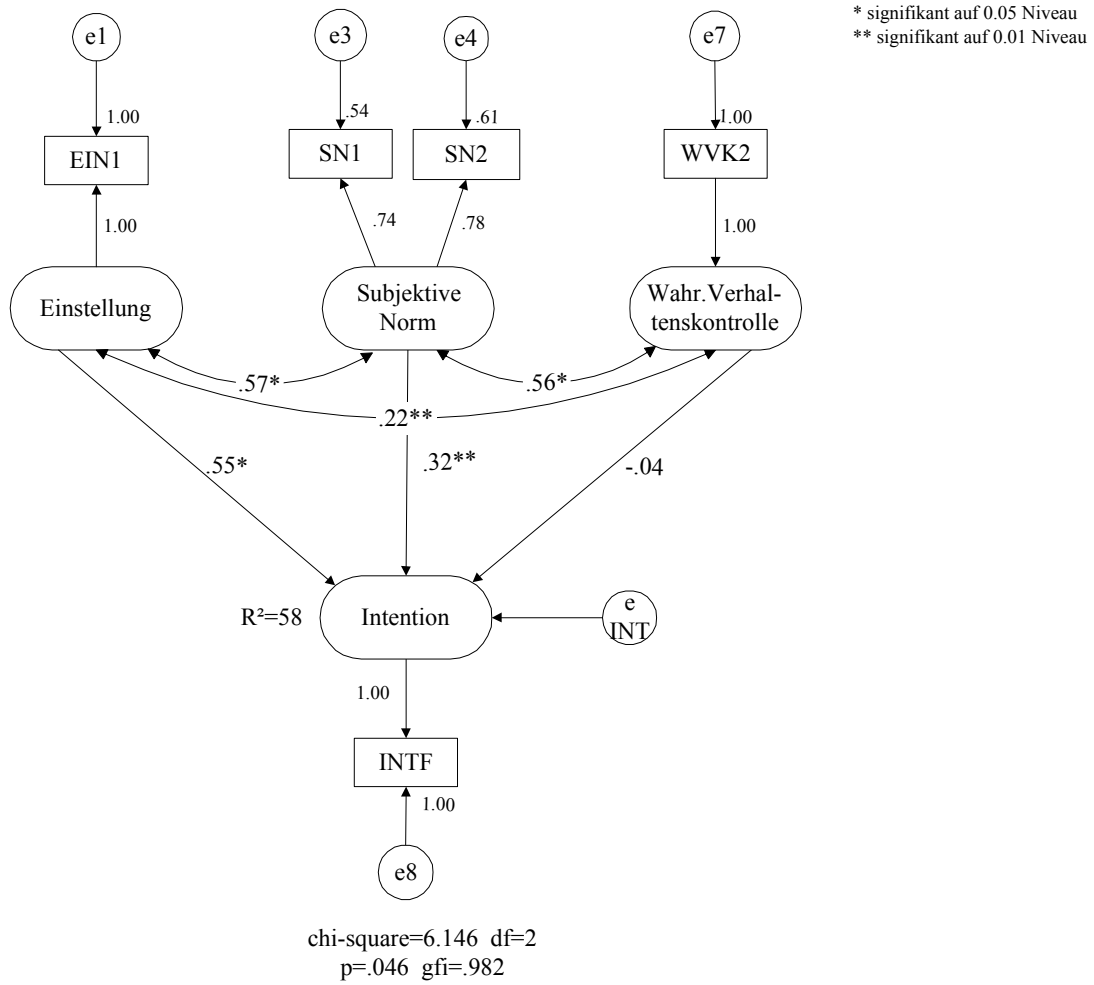 * signifikant auf 0.05 Niveau
** signifikant auf 0.01 Niveau
e1
e3
e4
e7
1.00
.54
.61
1.00
EIN1
SN1
SN2
WVK2
1.00
.74
.78
1.00
Einstellung
Subjektive
Norm
Wahr.Verhal-
tenskontrolle
.57*
.56*
.22**
.55*
.32**
-.04
R²=58
Intention
e
INT
1.00
INTF
1.00
e8
chi-square=6.146 df=2
p=.046 gfi=.982